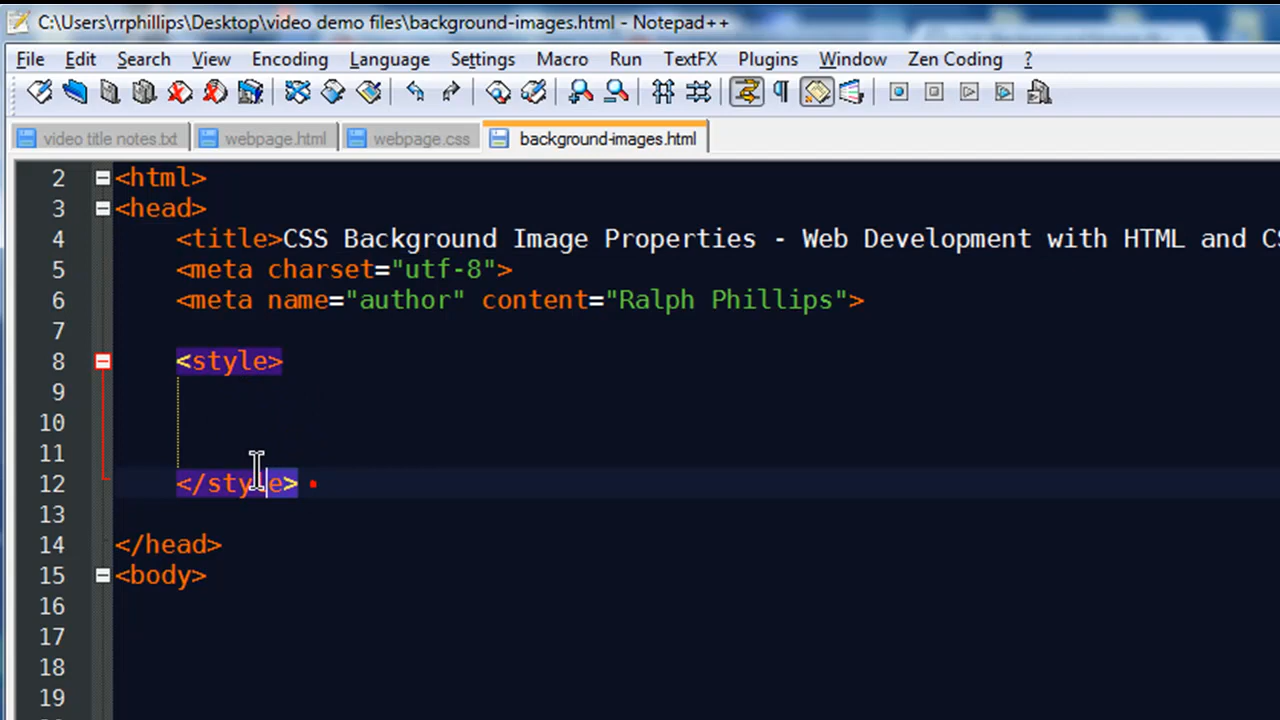 C:\Users\rrphillips\Desktop\video demo files\background-images.html - Notepad++
File Edit Search View Encoding Language Settings Macro Run TextFX Plugins Window Zen Coding ?
video title notes.txt webpage.html webpage.css background-images.html
2 <html>
3 <head>
4 <title>CSS Background Image Properties - Web Development with HTML and CS
5 <meta charset="utf-8">
6 <meta name="author" content="Ralph Phillips">
7
8 <style>
9
10
11
12 </style>
13
14 </head>
15 <body>
16
17
18
19